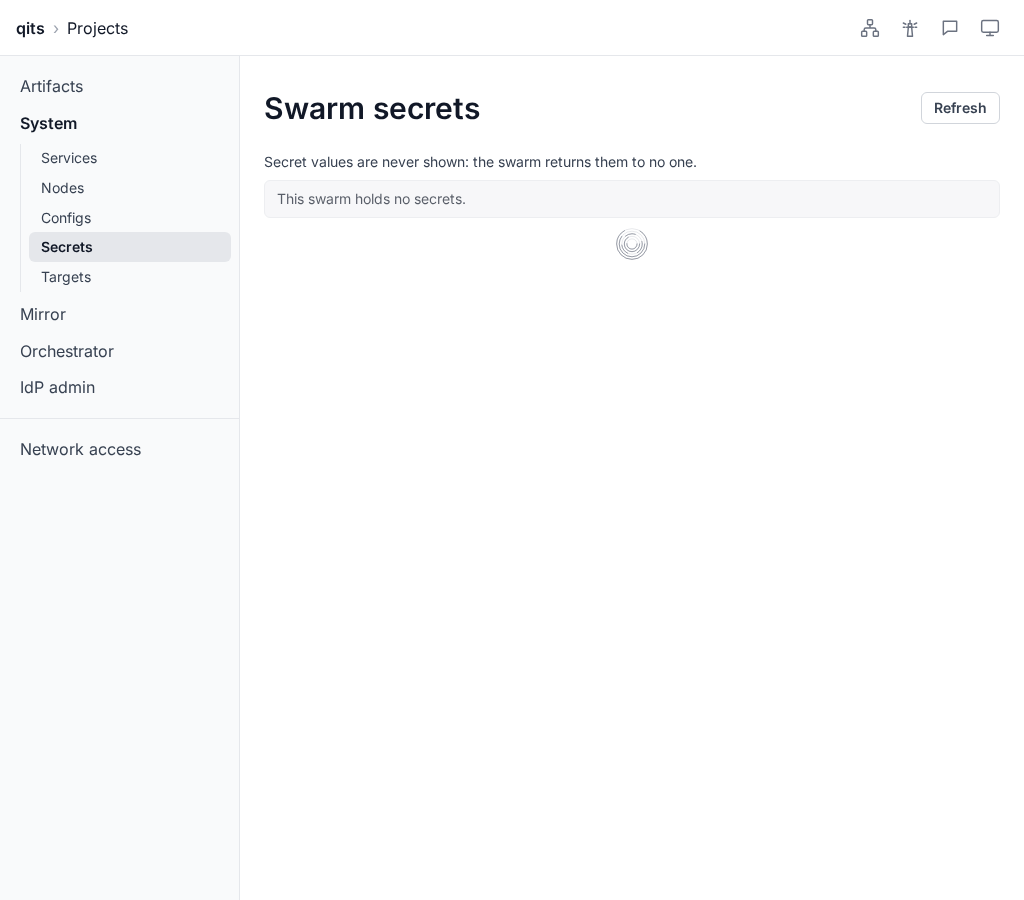 qits › Projects
Artifacts
System
Services
Nodes
Configs
Secrets
Targets
Mirror
Orchestrator
IdP admin
Network access
Swarm secrets
Refresh
Secret values are never shown: the swarm returns them to no one.
This swarm holds no secrets.